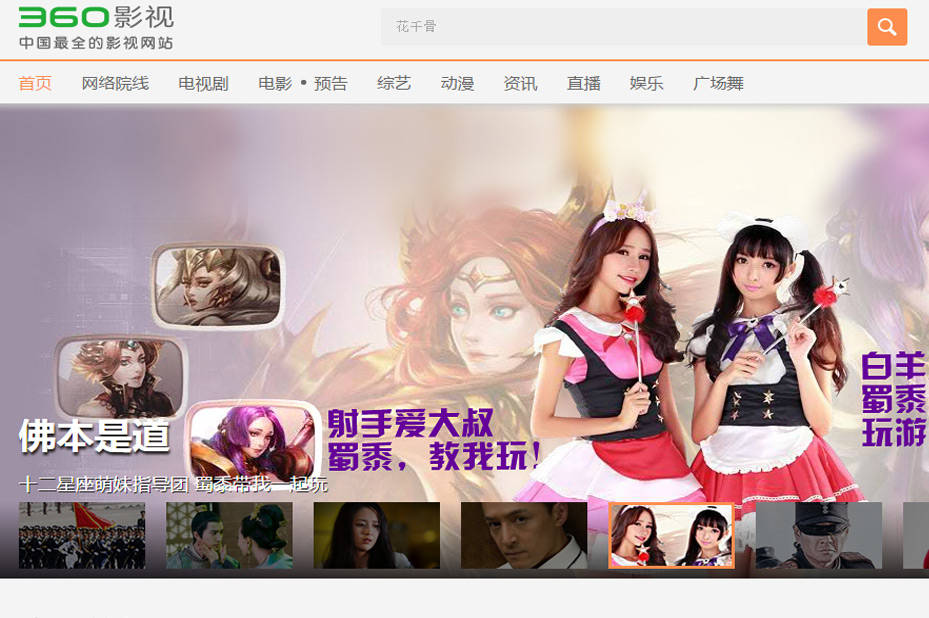 360影视
中国最全的影视网站
花千骨
首页 网络院线 电视剧 电影 • 预告 综艺 动漫 资讯 直播 娱乐 广场舞
佛本是道
十二星座萌妹指导团 蜀黍带我一起玩
射手爱大叔
蜀黍，教我玩！
白羊
蜀黍
玩游